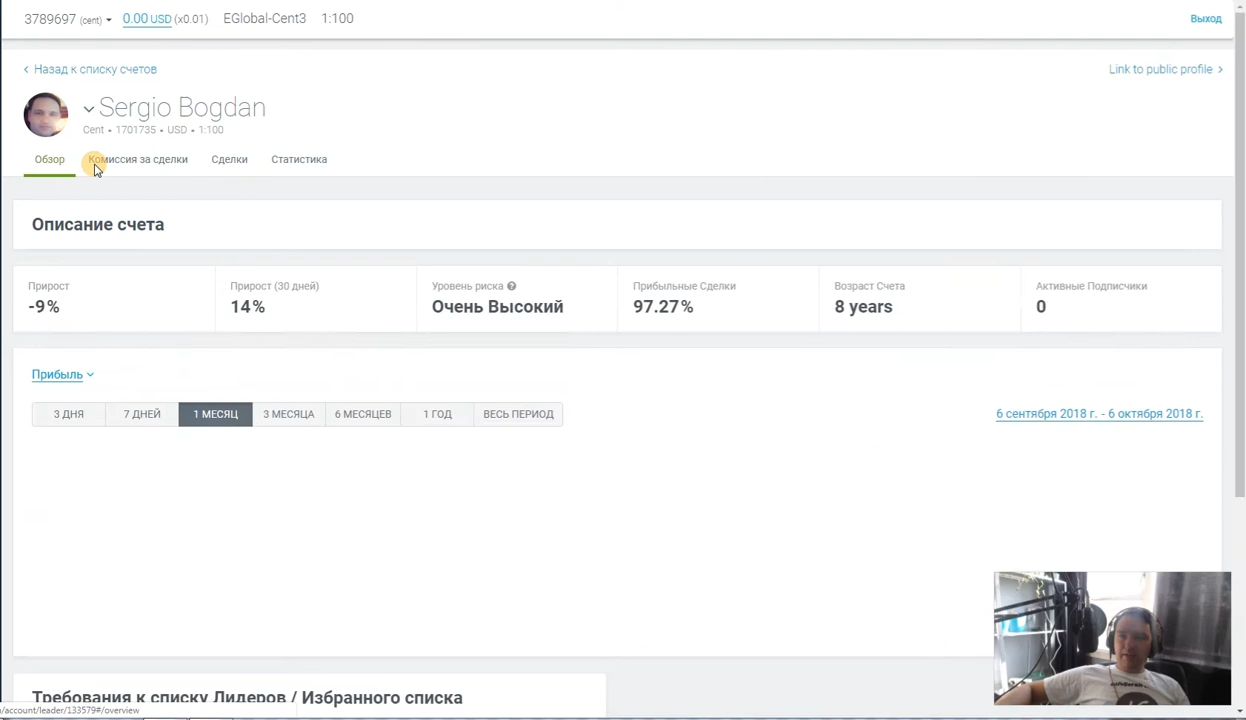 3789697 (cent) 0.00 USD (x0.01) EGlobal-Cent3 1:100 Выход
Назад к списку счетов Link to public profile
Sergio Bogdan
Cent • 1701735 • USD • 1:100
Обзор Комиссия за сделки Сделки Статистика
Описание счета
Прирост Прирост (30 дней) Уровень риска Прибыльные Сделки Возраст Счета Активные Подписчики
-9% 14% Очень Высокий 97.27% 8 years 0
Прибыль
3 ДНЯ 7 ДНЕЙ 1 МЕСЯЦ 3 МЕСЯЦА 6 МЕСЯЦЕВ 1 ГОД ВЕСЬ ПЕРИОД 6 сентября 2018 г. - 6 октября 2018 г.
Требования к списку Лидеров / Избранного списка
/account/leader/133579#/overview